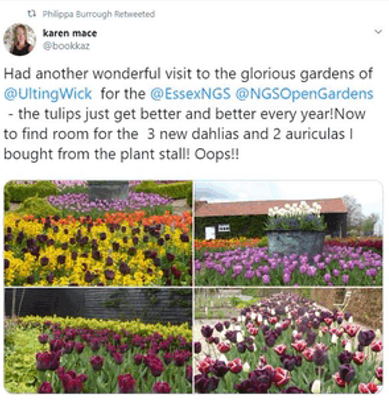 Philippa Burrough Retweeted
karen mace
@bookkaz
Had another wonderful visit to the glorious gardens of
@UltingWick for the @EssexNGS @NGSOpenGardens
- the tulips just get better and better every year!Now
to find room for the 3 new dahlias and 2 auriculas I
bought from the plant stall! Oops!!